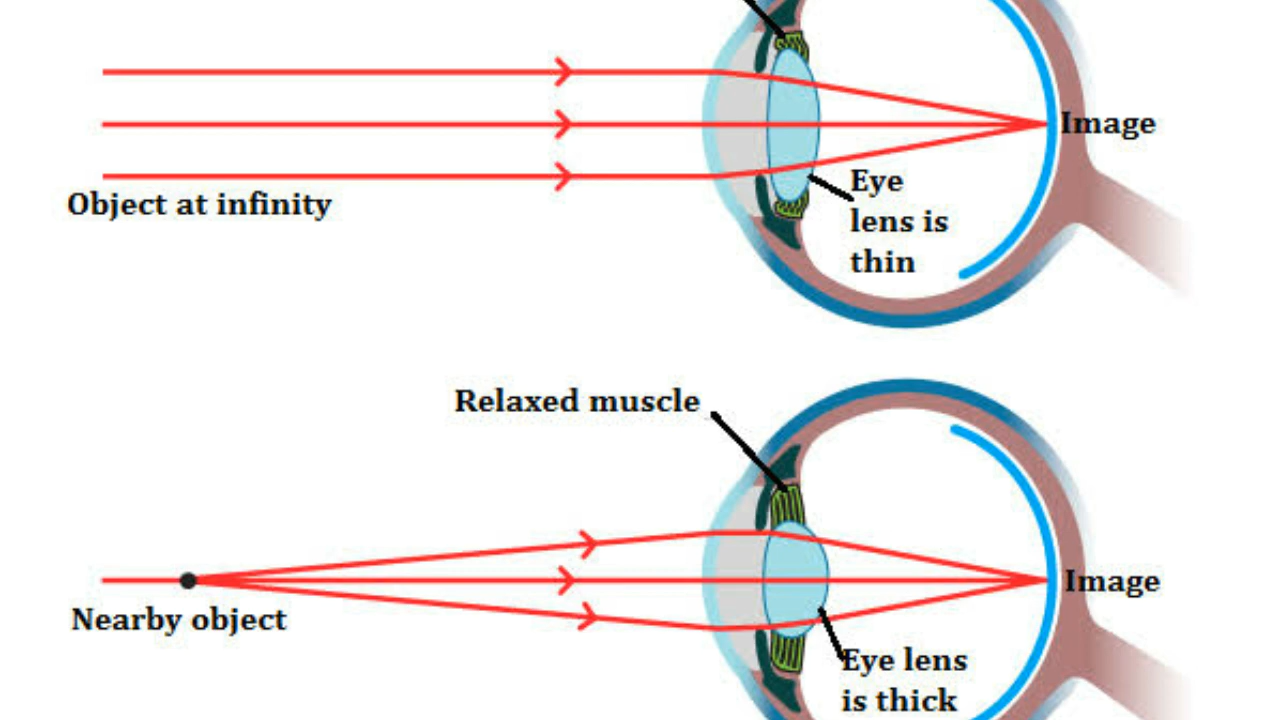 Image
Eye
lens is
thin
Object at infinity
Relaxed muscle
Image
Nearby object
Eye lens
is thick